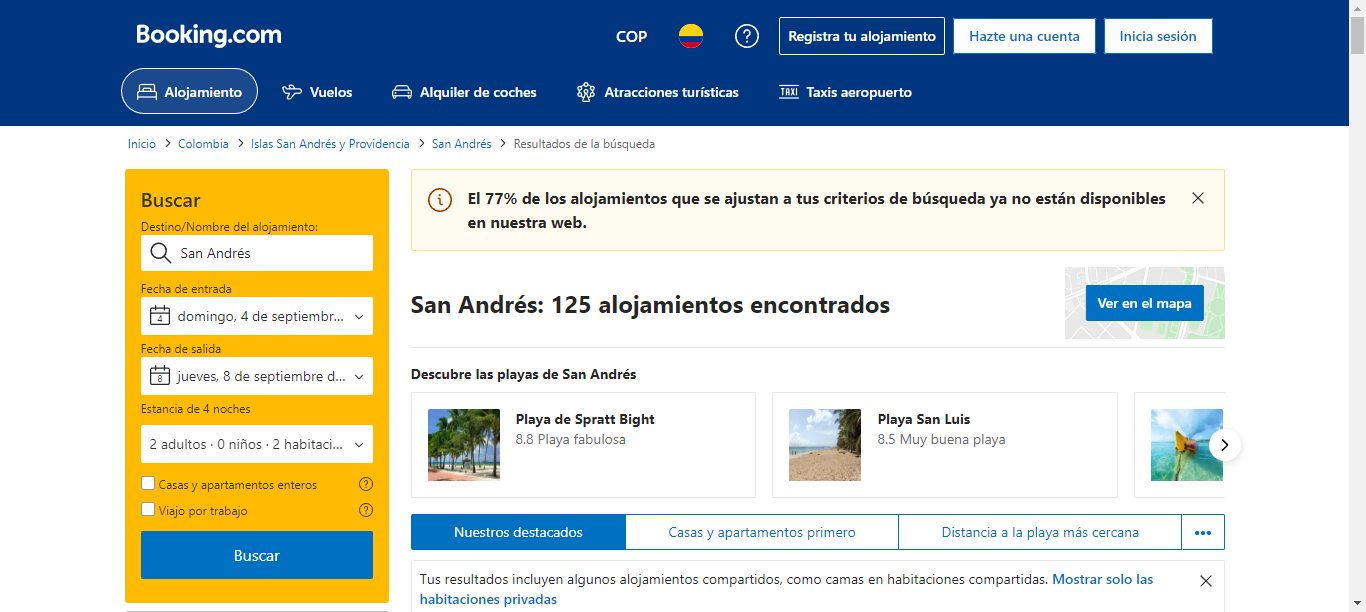 Booking.com
COP
Registra tu alojamiento
Hazte una cuenta
Inicia sesión
Alojamiento
Vuelos
Alquiler de coches
Atracciones turísticas
TAXI Taxis aeropuerto
Inicio > Colombia > Islas San Andrés y Providencia > San Andrés > Resultados de la búsqueda
Buscar
Destino/Nombre del alojamiento:
San Andrés
Fecha de entrada
4 domingo, 4 de septiembr...
Fecha de salida
8 jueves, 8 de septiembre d...
Estancia de 4 noches
2 adultos · 0 niños · 2 habitaci...
Casas y apartamentos enteros
Viajo por trabajo
Buscar
El 77% de los alojamientos que se ajustan a tus criterios de búsqueda ya no están disponibles
en nuestra web.
San Andrés: 125 alojamientos encontrados
Ver en el mapa
Descubre las playas de San Andrés
Playa de Spratt Bight
8.8 Playa fabulosa
Playa San Luis
8.5 Muy buena playa
Nuestros destacados
Casas y apartamentos primero
Distancia a la playa más cercana
Tus resultados incluyen algunos alojamientos compartidos, como camas en habitaciones compartidas. Mostrar solo las
habitaciones privadas